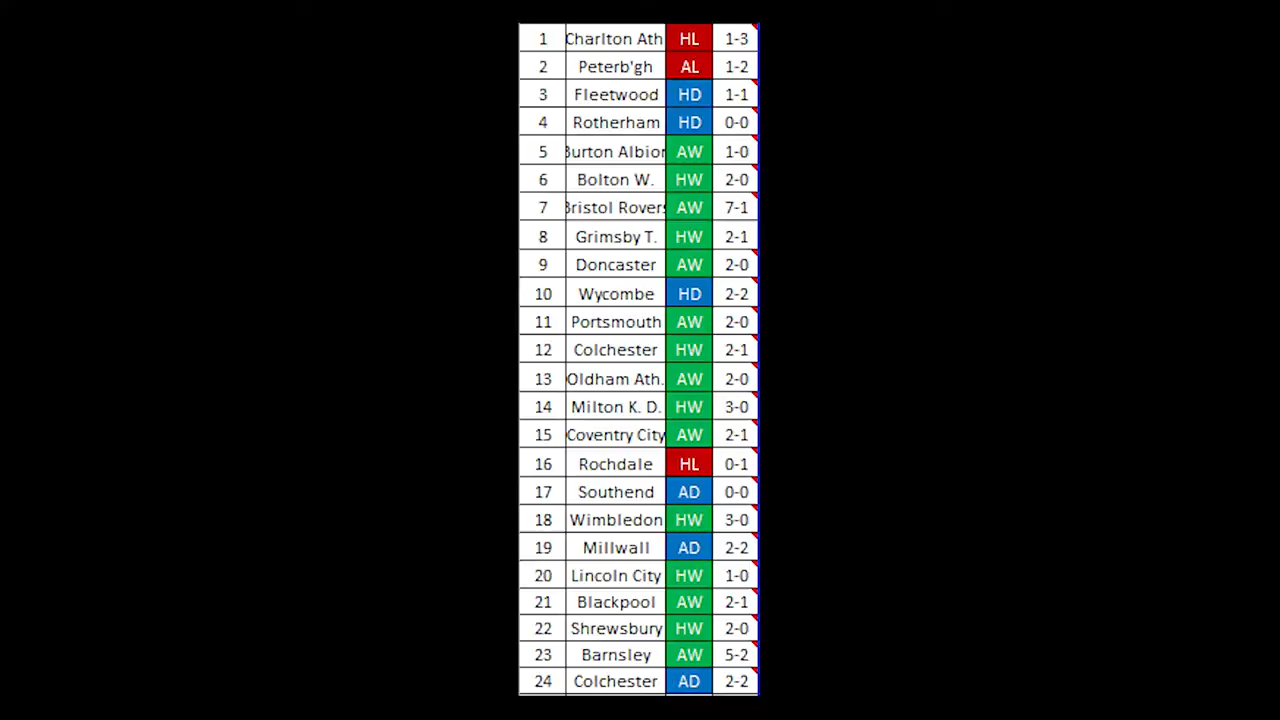 1 Charlton Ath HL 1-3
2 Peterb'gh AL 1-2
3 Fleetwood HD 1-1
4 Rotherham HD 0-0
5 Burton Albion AW 1-0
6 Bolton W. HW 2-0
7 Bristol Rovers AW 7-1
8 Grimsby T. HW 2-1
9 Doncaster AW 2-0
10 Wycombe HD 2-2
11 Portsmouth AW 2-0
12 Colchester HW 2-1
13 Oldham Ath. AW 2-0
14 Milton K. D. HW 3-0
15 Coventry City AW 2-1
16 Rochdale HL 0-1
17 Southend AD 0-0
18 Wimbledon HW 3-0
19 Millwall AD 2-2
20 Lincoln City HW 1-0
21 Blackpool AW 2-1
22 Shrewsbury HW 2-0
23 Barnsley AW 5-2
24 Colchester AD 2-2